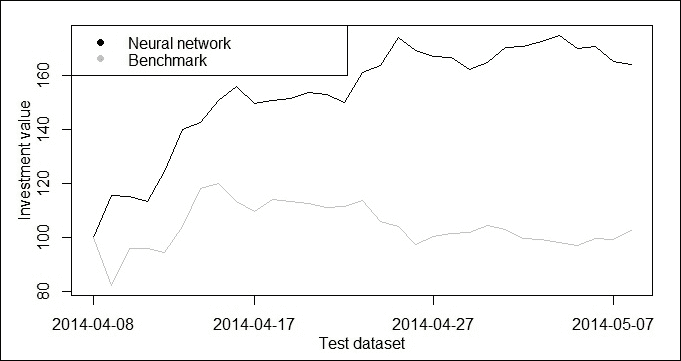 Neural network
Benchmark
Investment value
160
140
120
100
80
2014-04-08
2014-04-17
2014-04-27
2014-05-07
Test dataset